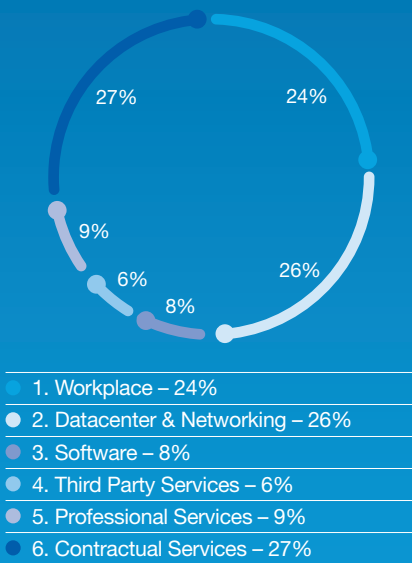 27%
24%
9%
6%
8%
26%
1. Workplace – 24%
2. Datacenter & Networking – 26%
3. Software – 8%
4. Third Party Services – 6%
5. Professional Services – 9%
6. Contractual Services – 27%